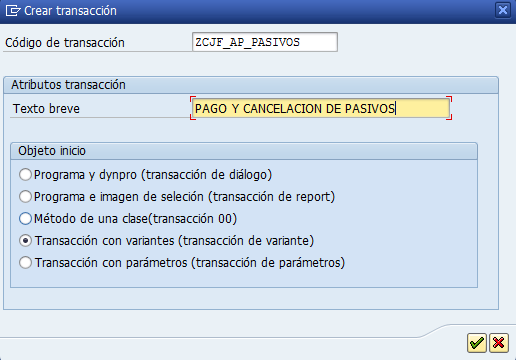 Crear transacción
Código de transacción ZCJF_AP_PASIVOS
Atributos transacción
Texto breve PAGO Y CANCELACION DE PASIVOS
Objeto inicio
Programa y dynpro (transacción de diálogo)
Programa e imagen de seleción (transacción de report)
Método de una clase(transacción OO)
Transacción con variantes (transacción de variante)
Transacción con parámetros (transacción de parámetros)